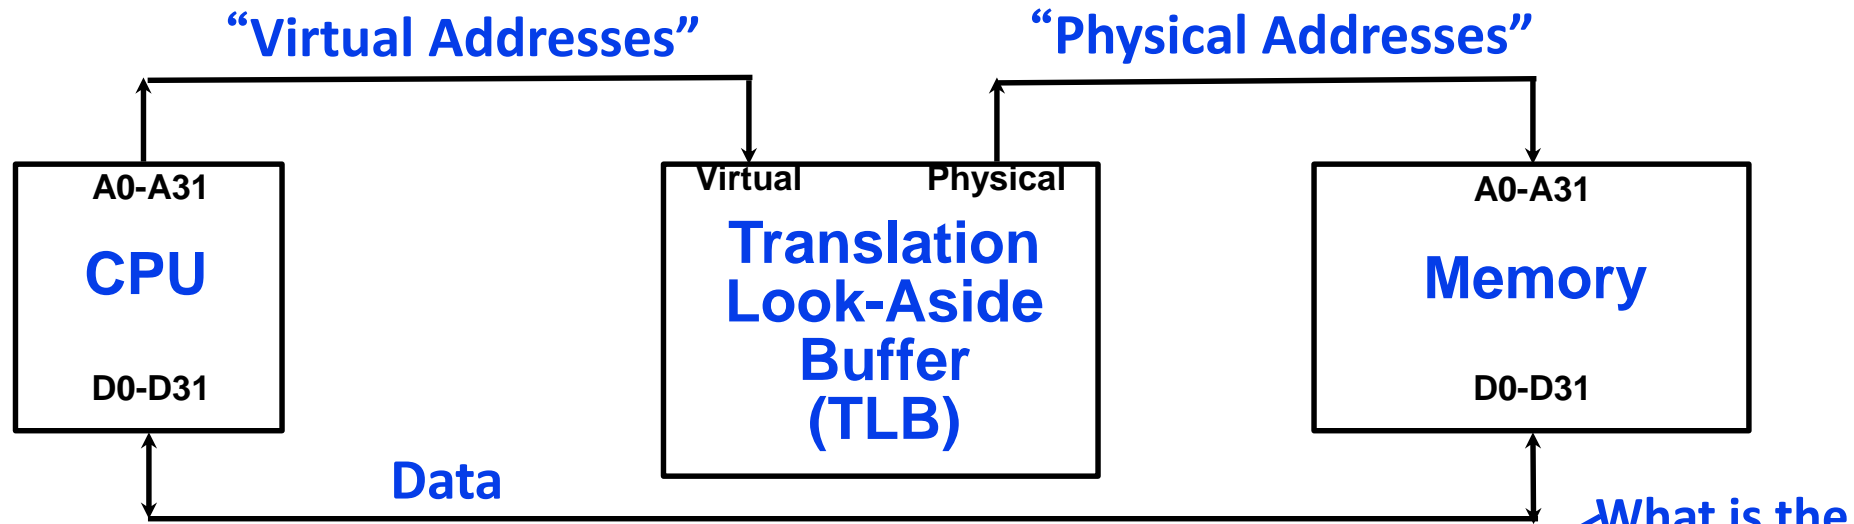 “Virtual Addresses”
“Physical Addresses”
A0-A31
CPU
D0-D31
Virtual
Physical
Translation
Look-Aside
Buffer
(TLB)
A0-A31
Memory
D0-D31
Data
What is the